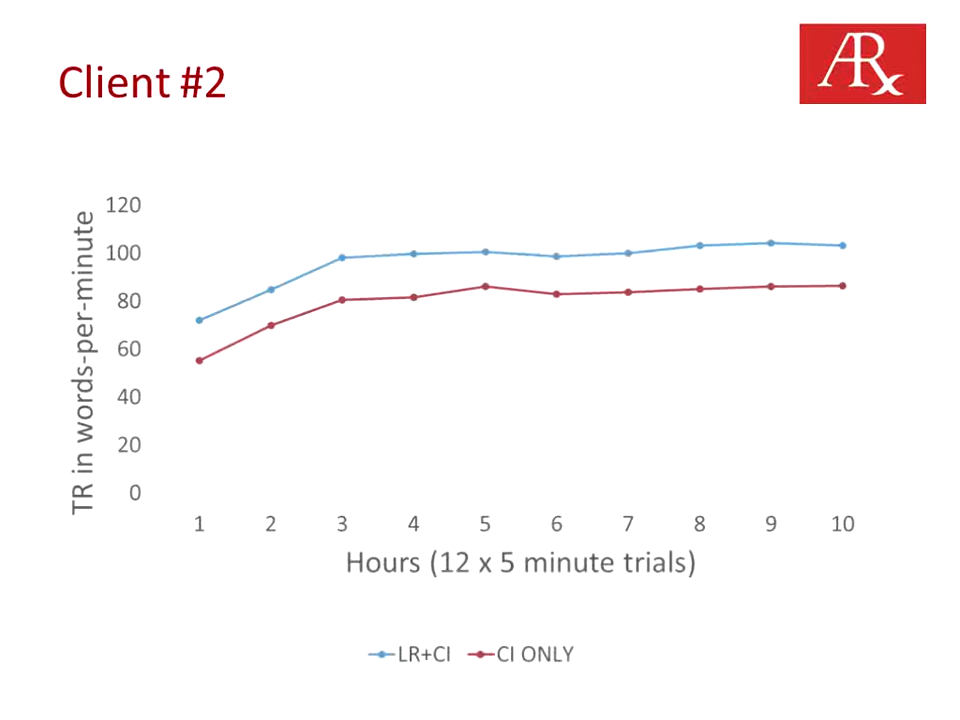 Client #2
ARx
TR in words-per-minute
120
100
80
60
40
20
0
1 2 3 4 5 6 7 8 9 10
Hours (12 x 5 minute trials)
LR+CI CI ONLY